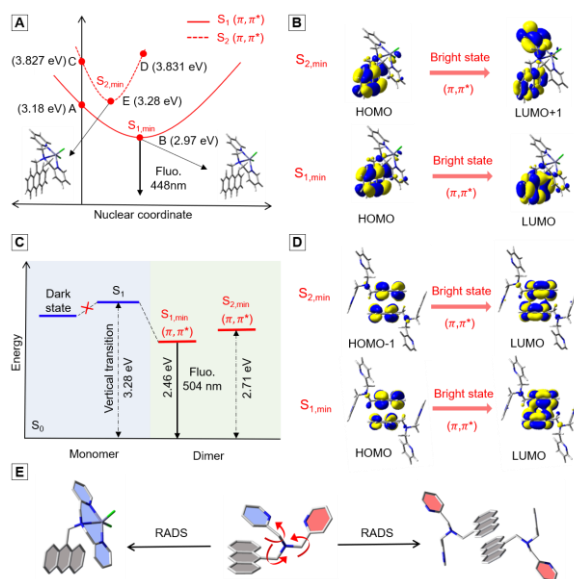 A
S₁ (π, π*)
S₂ (π, π*)
(3.827 eV) C
D (3.831 eV)
S₂,min
(3.18 eV) A
E (3.28 eV)
S₁,min
B (2.97 eV)
Fluo.
448nm
Nuclear coordinate
B
S₂,min
Bright state
(π,π*)
HOMO
LUMO+1
S₁,min
Bright state
(π,π*)
HOMO
LUMO
C
Energy
Dark
state
S₁
S₁,min
(π,π*)
S₂,min
(π,π*)
Vertical transition
3.28 eV
2.46 eV
Fluo.
504 nm
2.71 eV
S₀
Monomer
Dimer
D
S₂,min
Bright state
(π,π*)
HOMO-1
LUMO
S₁,min
Bright state
(π,π*)
HOMO
LUMO
E
RADS
RADS